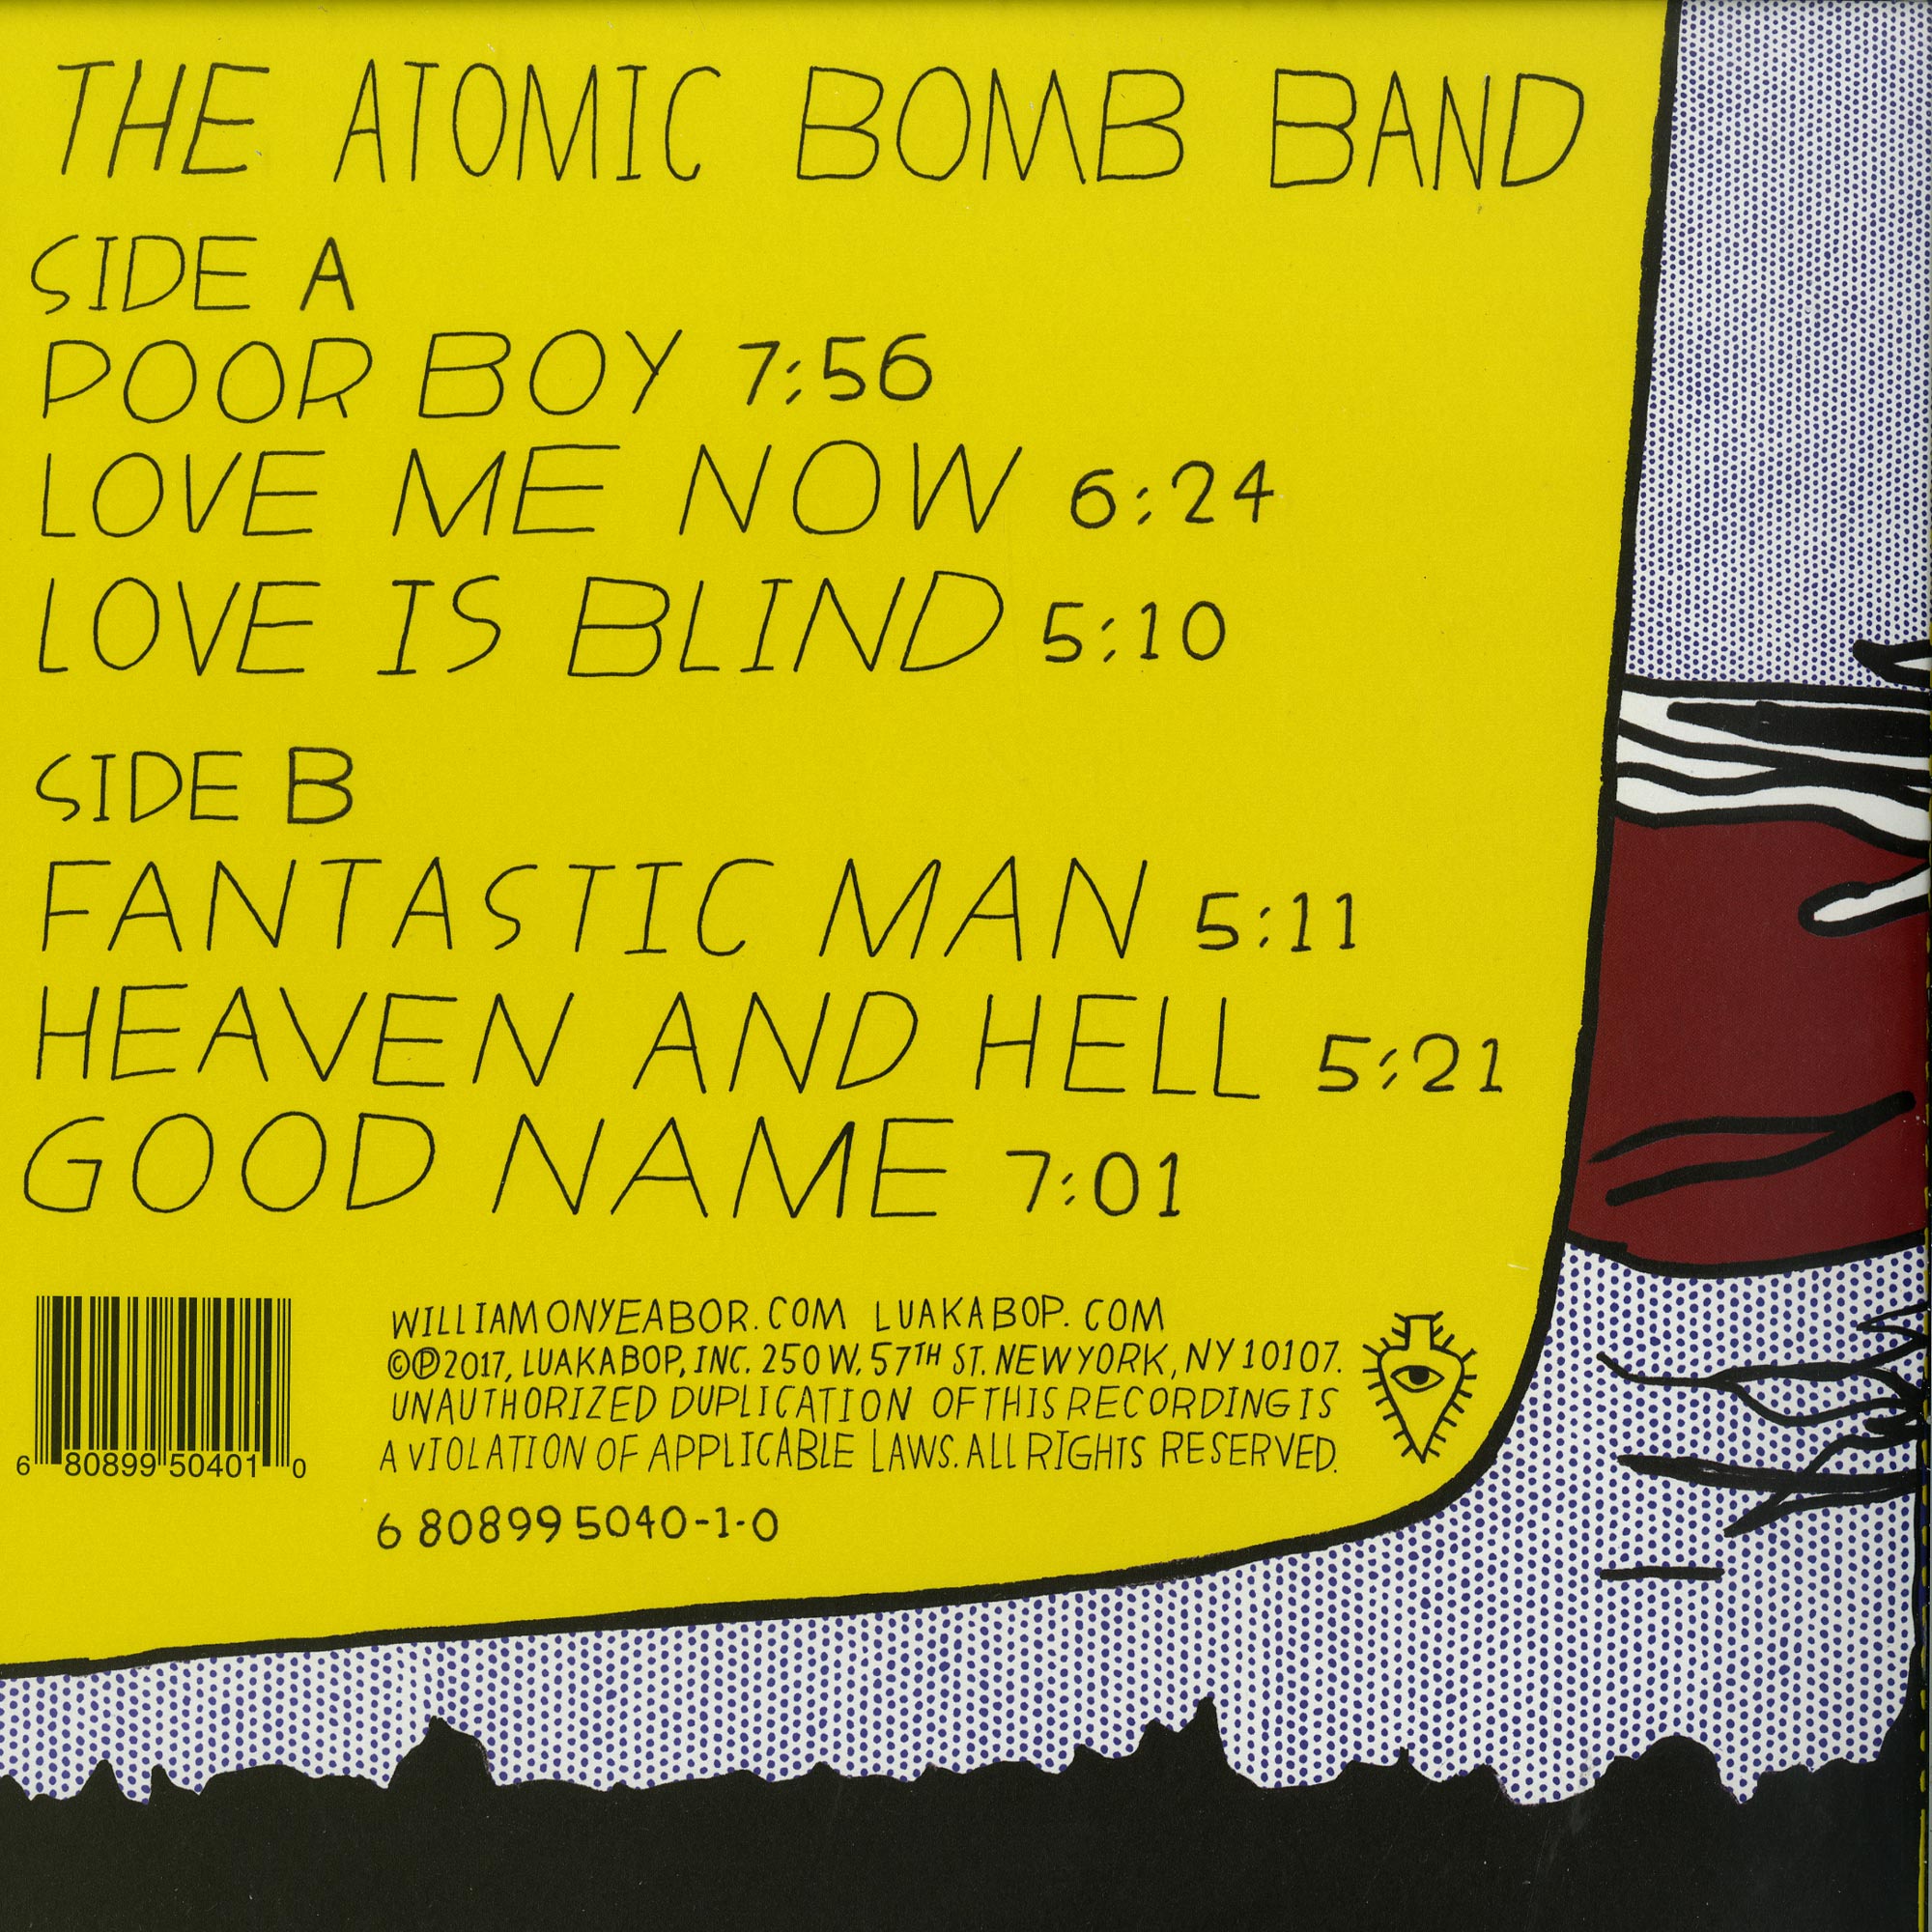 THE ATOMIC BOMB BAND
SIDE A
POOR BOY 7:56
LOVE ME NOW 6:24
LOVE IS BLIND 5:10
SIDE B
FANTASTIC MAN 5:11
HEAVEN AND HELL 5:21
GOOD NAME 7:01
WILLIAMONYEABOR.COM LUAKABOP.COM
©℗2017, LUAKABOP, INC. 250 W. 57TH ST. NEW YORK, NY 10107.
UNAUTHORIZED DUPLICATION OF THIS RECORDING IS
A VIOLATION OF APPLICABLE LAWS. ALL RIGHTS RESERVED.
6 80899 50401 0
6 80899 5040-1-0